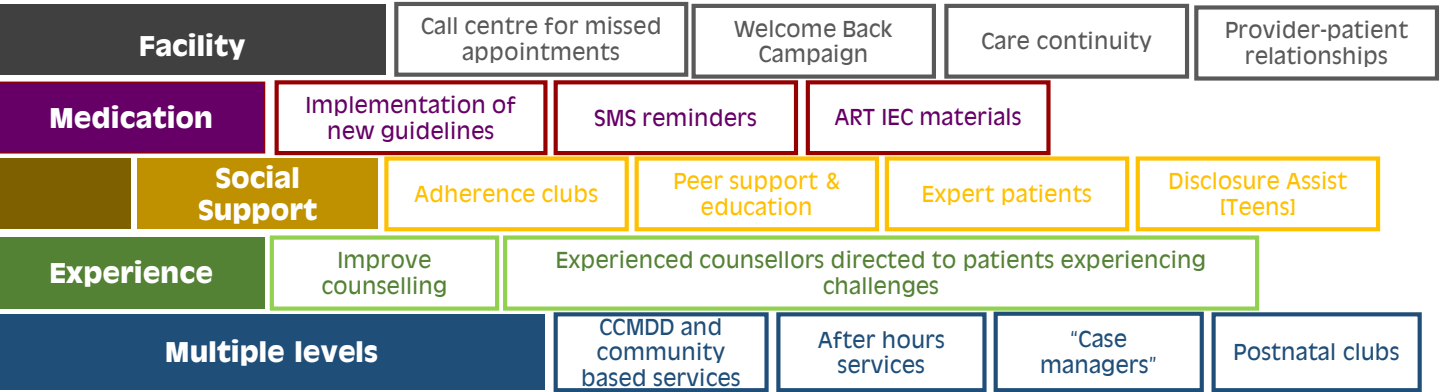 Facility
Call centre for missed
appointments
Welcome Back
Campaign
Care continuity
Provider-patient
relationships
Medication
Implementation of
new guidelines
SMS reminders
ART IEC materials
Social
Support
Adherence clubs
Peer support &
education
Expert patients
Disclosure Assist
[Teens]
Experience
Improve
counselling
Experienced counsellors directed to patients experiencing
challenges
Multiple levels
CCMDD and
community
based services
After hours
services
"Case
managers"
Postnatal clubs